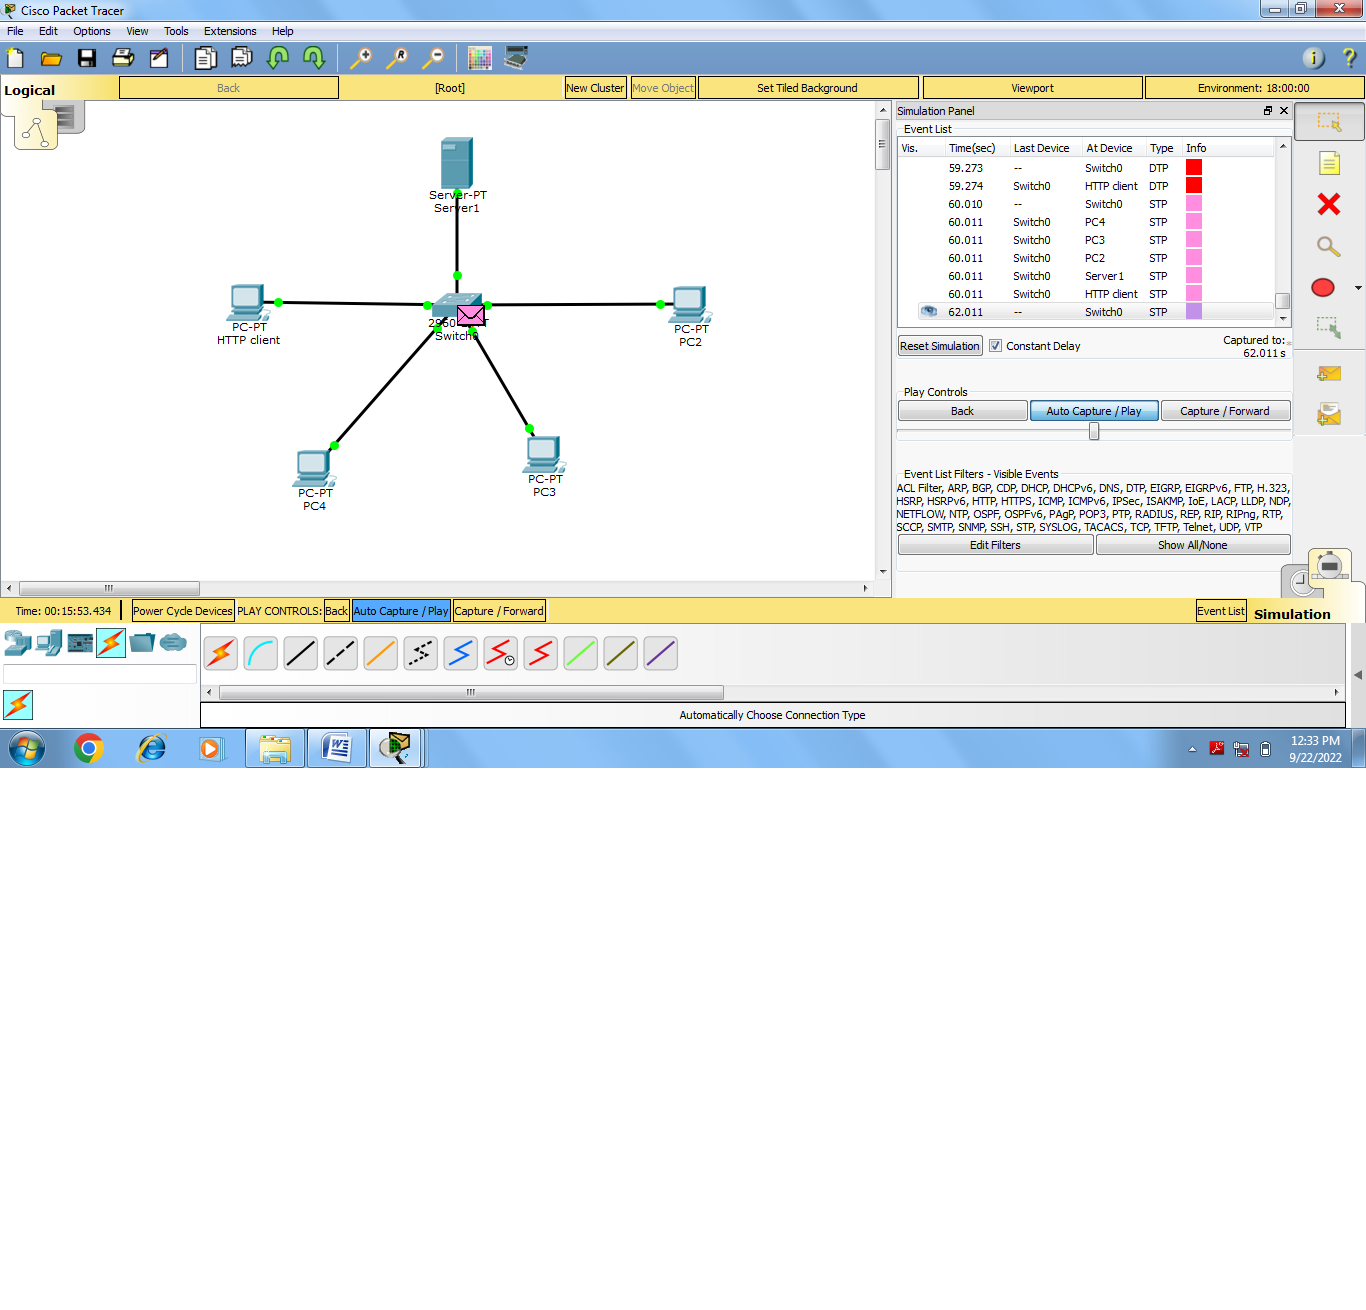 Cisco Packet Tracer
File Edit Options View Tools Extensions Help
Logical
Back
[Root]
New Cluster
Move Object
Set Tiled Background
Viewport
Environment: 18:00:00
Server-PT
Server1
PC-PT
HTTP client
Switch0
PC-PT
PC2
PC-PT
PC4
PC-PT
PC3
Simulation Panel
Event List
Vis. Time(sec) Last Device At Device Type Info
59.273 -- Switch0 DTP
59.274 Switch0 HTTP client DTP
60.010 -- Switch0 STP
60.011 Switch0 PC4 STP
60.011 Switch0 PC3 STP
60.011 Switch0 PC2 STP
60.011 Switch0 Server1 STP
60.011 Switch0 HTTP client STP
62.011 -- Switch0 STP
Reset Simulation
Constant Delay
Captured to:
62.011 s
Play Controls
Back
Auto Capture / Play
Capture / Forward
Event List Filters - Visible Events
ACL Filter, ARP, BGP, CDP, DHCP, DHCPv6, DNS, DTP, EIGRP, EIGRPv6, FTP, H.323,
HSRP, HSRPv6, HTTP, HTTPS, ICMP, ICMPv6, IPSec, ISAKMP, IoE, LACP, LLDP, NDP,
NETFLOW, NTP, OSPF, OSPFv6, PAgP, POP3, PTP, RADIUS, REP, RIP, RIPng, RTP,
SCCP, SMTP, SNMP, SSH, STP, SYSLOG, TACACS, TCP, TFTP, Telnet, UDP, VTP
Edit Filters
Show All/None
Time: 00:15:53.434
Power Cycle Devices
PLAY CONTROLS:
Back
Auto Capture / Play
Capture / Forward
Event List
Simulation
Automatically Choose Connection Type
12:33 PM
9/22/2022